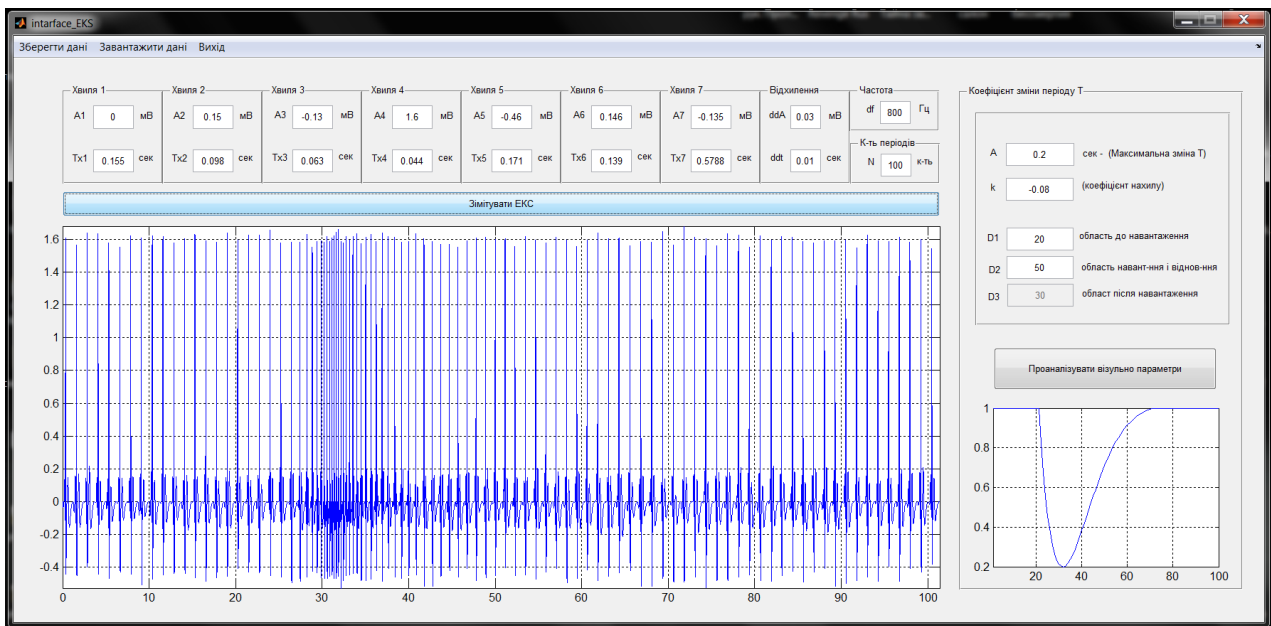 intarface_EKS
Зберегти дані Завантажити дані Вихід
Хвиля 1 Хвиля 2 Хвиля 3 Хвиля 4 Хвиля 5 Хвиля 6 Хвиля 7 Відхилення Частота Коефіцієнт зміни періоду Т
A1 0 мВ A2 0.15 мВ A3 -0.13 мВ A4 1.6 мВ A5 -0.46 мВ A6 0.146 мВ A7 -0.135 мВ ddA 0.03 мВ df 800 Гц
К-ть періодів
Tx1 0.155 сек Tx2 0.098 сек Tx3 0.063 сек Tx4 0.044 сек Tx5 0.171 сек Tx6 0.139 сек Tx7 0.5788 сек ddt 0.01 сек N 100 к-ть
Зімітувати ЕКС
A 0.2 сек - (Максимальна зміна Т)
k -0.08 (коефіцієнт нахилу)
D1 20 область до навантаження
D2 50 область навант-ння і віднов-ння
D3 30 област після навантаження
Проаналізувати візульно параметри
1.6
1.4
1.2
1
0.8
0.6
0.4
0.2
0
-0.2
-0.4
0 10 20 30 40 50 60 70 80 90 100
1
0.8
0.6
0.4
0.2
20 40 60 80 100